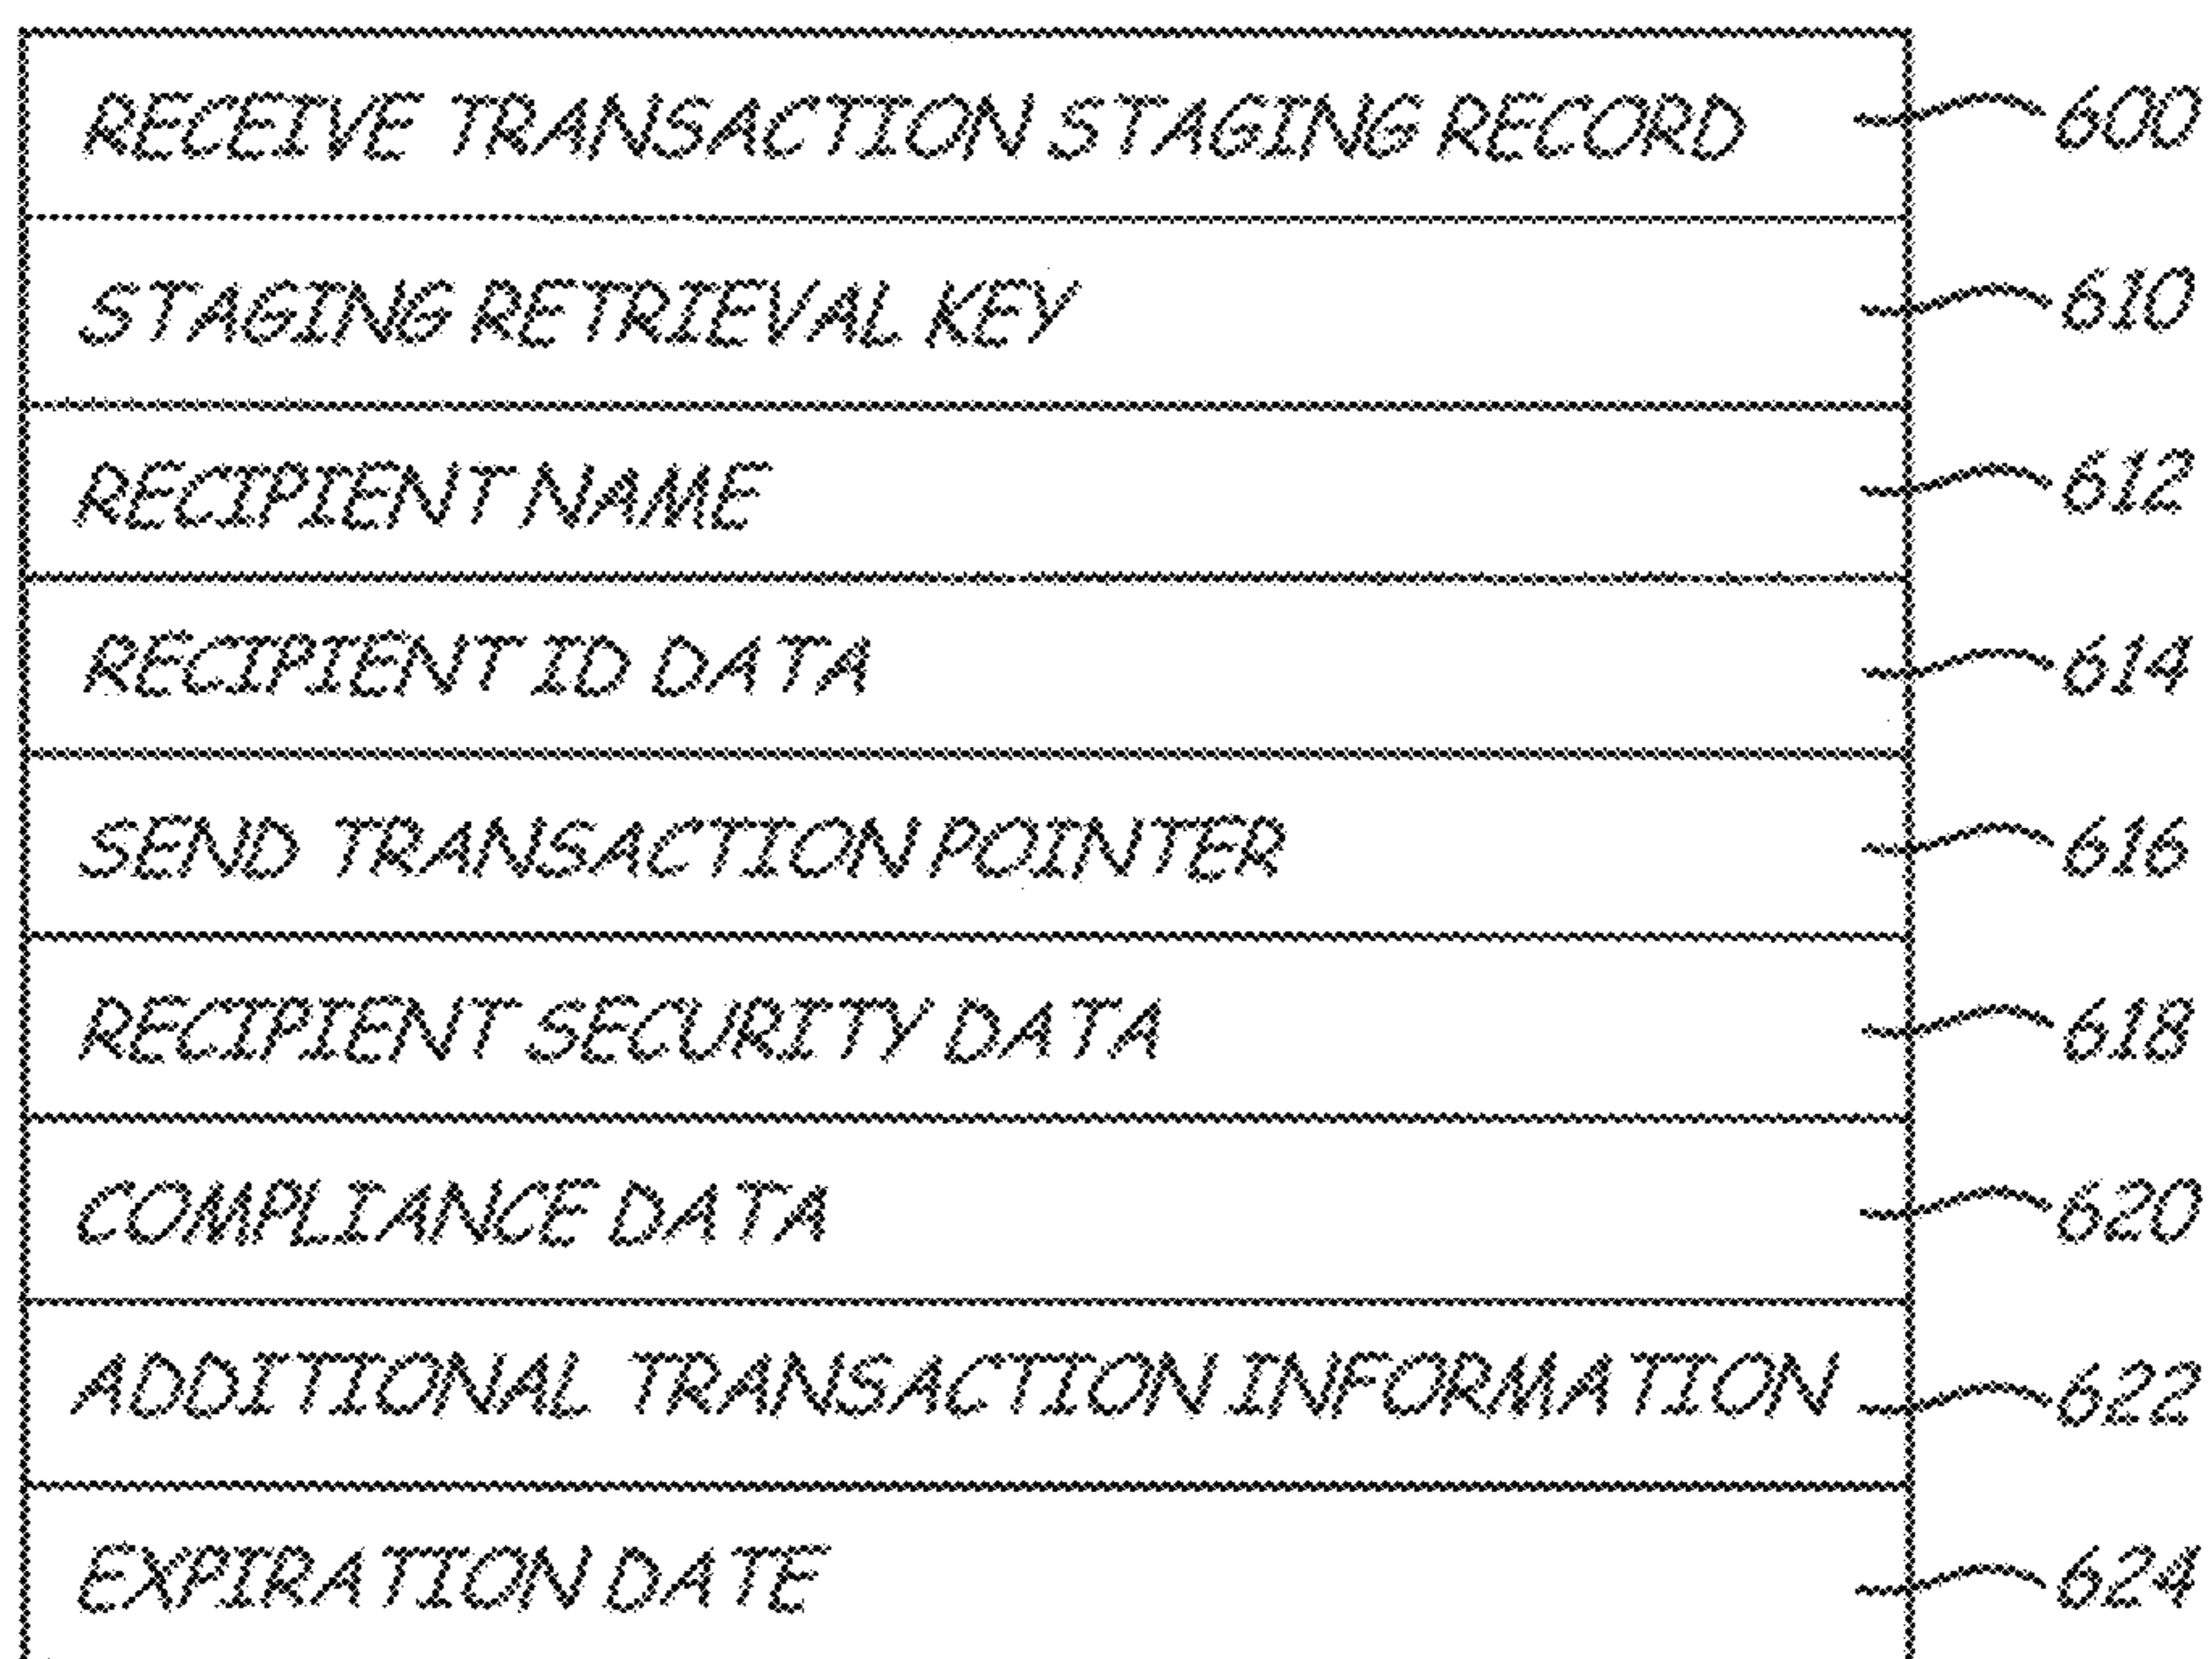 RECEIVE TRANSACTION STAGING RECORD 600
STAGING RETRIEVAL KEY 610
RECIPIENT NAME 612
RECIPIENT ID DATA 614
SEND TRANSACTION POINTER 616
RECIPIENT SECURITY DATA 618
COMPLIANCE DATA 620
ADDITIONAL TRANSACTION INFORMATION 622
EXPIRATION DATE 624